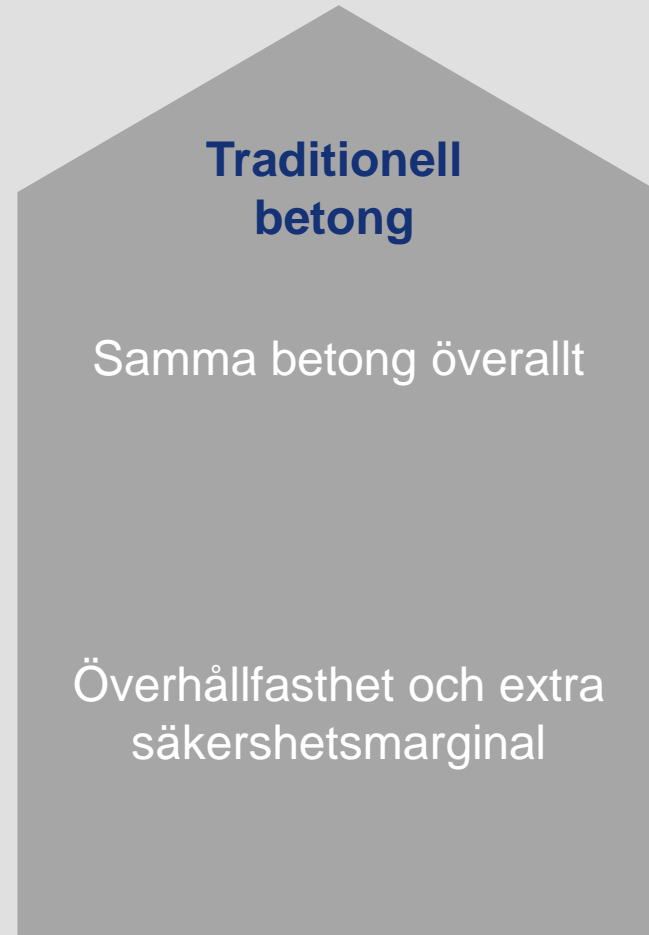 Traditionell
betong
Samma betong överallt
Överhållfasthet och extra
säkershetsmarginal